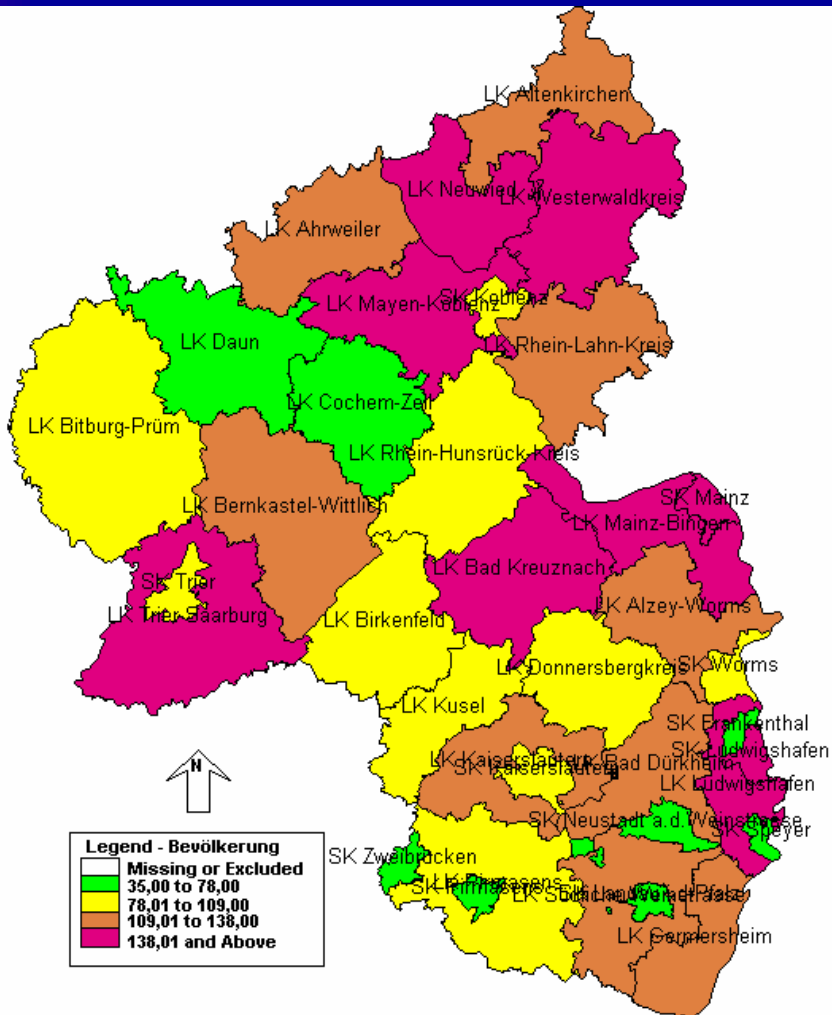 LK Altenkirchen
LK Neuwied
LK Westerwaldkreis
LK Ahrweiler
LK Mayen-Koblenz
SK Koblenz
LK Daun
LK Rhein-Lahn-Kreis
LK Cochem-Zell
LK Bitburg-Prüm
LK Rhein-Hunsrück-Kreis
LK Bernkastel-Wittlich
SK Mainz
LK Mainz-Bingen
LK Bad Kreuznach
SK Trier
LK Trier-Saarburg
LK Alzey-Worms
LK Birkenfeld
LK Donnersbergkreis
SK Worms
LK Kusel
SK Frankenthal
LK Kaiserslautern
SK Ludwigshafen
SK Kaiserslautern
Bad Dürkheim
LK Ludwigshafen
N
SK Neustadt a.d.Weinstrasse
SK Speyer
SK Zweibrücken
LK Germersheim
Legend - Bevölkerung
Missing or Excluded
35,00 to 78,00
78,01 to 109,00
109,01 to 138,00
138,01 and Above